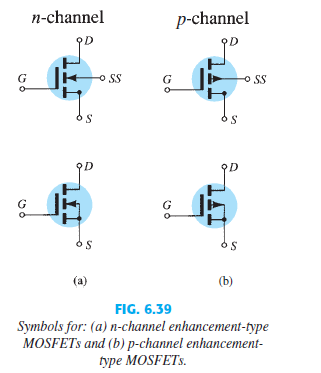 n-channel p-channel
D D
G SS G SS
S S
D D
G G
S S
(a) (b)
FIG. 6.39
Symbols for: (a) n-channel enhancement-type
MOSFETs and (b) p-channel enhancement-
type MOSFETs.